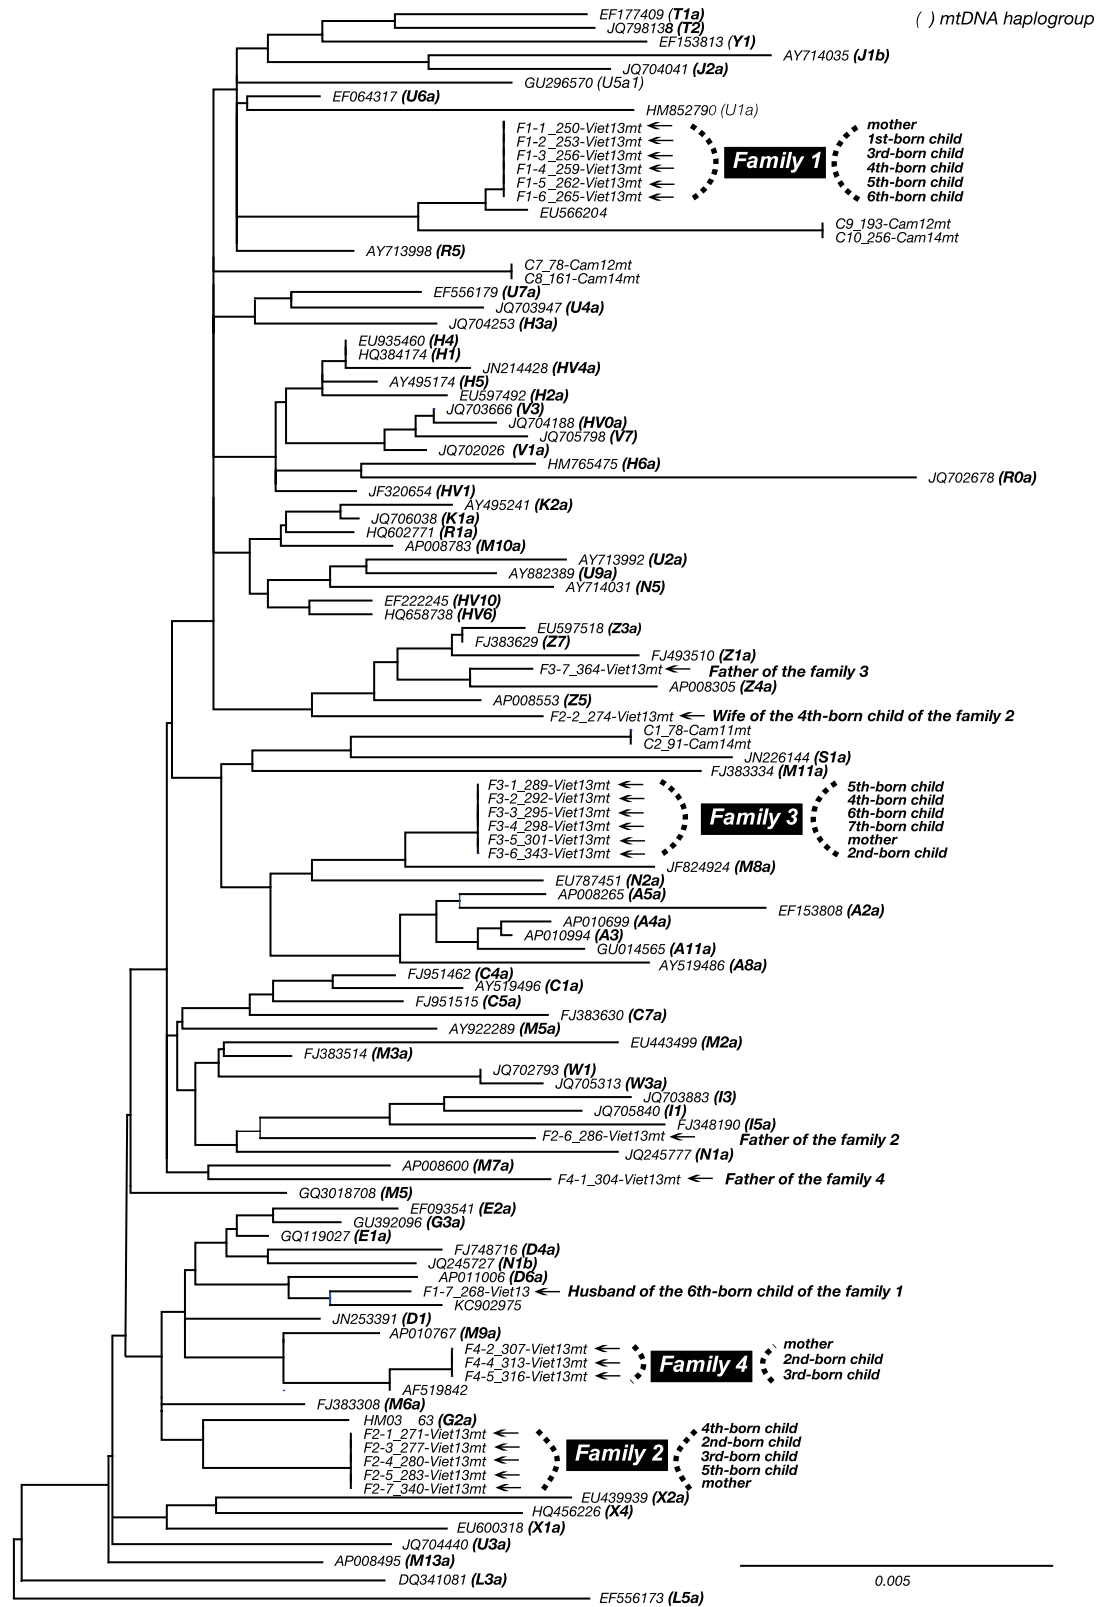 EF177409 (T1a)
( ) mtDNA haplogroup
JQ798138 (T2)
EF153813 (Y1)
AY714035 (J1b)
JQ704041 (J2a)
GU296570 (U5a1)
EF064317 (U6a)
HM852790 (U1a)
F1-1_250-Viet13mt
F1-2_253-Viet13mt
F1-3_256-Viet13mt
F1-4_259-Viet13mt
F1-5_262-Viet13mt
F1-6_265-Viet13mt
Family 1
mother
1st-born child
3rd-born child
4th-born child
5th-born child
6th-born child
EU566204
C9_193-Cam12mt
C10_256-Cam14mt
AY713998 (R5)
C7_78-Cam12mt
C8_161-Cam14mt
EF556179 (U7a)
JQ703947 (U4a)
JQ704253 (H3a)
EU935460 (H4)
HQ384174 (H1)
JN214428 (HV4a)
AY495174 (H5)
EU597492 (H2a)
JQ703666 (V3)
JQ704188 (HV0a)
JQ705798 (V7)
JQ702026 (V1a)
HM765475 (H6a)
JQ702678 (R0a)
JF320654 (HV1)
AY495241 (K2a)
JQ706038 (K1a)
HQ602771 (R1a)
AP008783 (M10a)
AY713992 (U2a)
AY882389 (U9a)
AY714031 (N5)
EF222245 (HV10)
HQ658738 (HV6)
EU597518 (Z3a)
FJ383629 (Z7)
FJ493510 (Z1a)
F3-7_364-Viet13mt Father of the family 3
AP008305 (Z4a)
AP008553 (Z5)
F2-2_274-Viet13mt Wife of the 4th-born child of the family 2
C1_78-Cam11mt
C2_91-Cam14mt
JN226144 (S1a)
FJ383334 (M11a)
F3-1_289-Viet13mt
F3-2_292-Viet13mt
F3-3_295-Viet13mt
F3-4_298-Viet13mt
F3-5_301-Viet13mt
F3-6_343-Viet13mt
Family 3
5th-born child
4th-born child
6th-born child
7th-born child
mother
2nd-born child
JF824924 (M8a)
EU787451 (N2a)
AP008265 (A5a)
EF153808 (A2a)
AP010699 (A4a)
AP010994 (A3)
GU014565 (A11a)
AY519486 (A8a)
FJ951462 (C4a)
AY519496 (C1a)
FJ951515 (C5a)
FJ383630 (C7a)
AY922289 (M5a)
EU443499 (M2a)
FJ383514 (M3a)
JQ702793 (W1)
JQ705313 (W3a)
JQ703883 (I3)
JQ705840 (I1)
FJ348190 (I5a)
F2-6_286-Viet13mt Father of the family 2
JQ245777 (N1a)
AP008600 (M7a)
F4-1_304-Viet13mt Father of the family 4
GQ3018708 (M5)
EF093541 (E2a)
GU392096 (G3a)
GQ119027 (E1a)
FJ748716 (D4a)
JQ245727 (N1b)
AP011006 (D6a)
F1-7_268-Viet13 Husband of the 6th-born child of the family 1
KC902975
JN253391 (D1)
AP010767 (M9a)
F4-2_307-Viet13mt
F4-4_313-Viet13mt
F4-5_316-Viet13mt
Family 4
mother
2nd-born child
3rd-born child
AF519842
FJ383308 (M6a)
HM03 63 (G2a)
F2-1_271-Viet13mt
F2-3_277-Viet13mt
F2-4_280-Viet13mt
F2-5_283-Viet13mt
F2-7_340-Viet13mt
Family 2
4th-born child
2nd-born child
3rd-born child
5th-born child
mother
EU439939 (X2a)
HQ456226 (X4)
EU600318 (X1a)
JQ704440 (U3a)
AP008495 (M13a)
DQ341081 (L3a)
0.005
EF556173 (L5a)